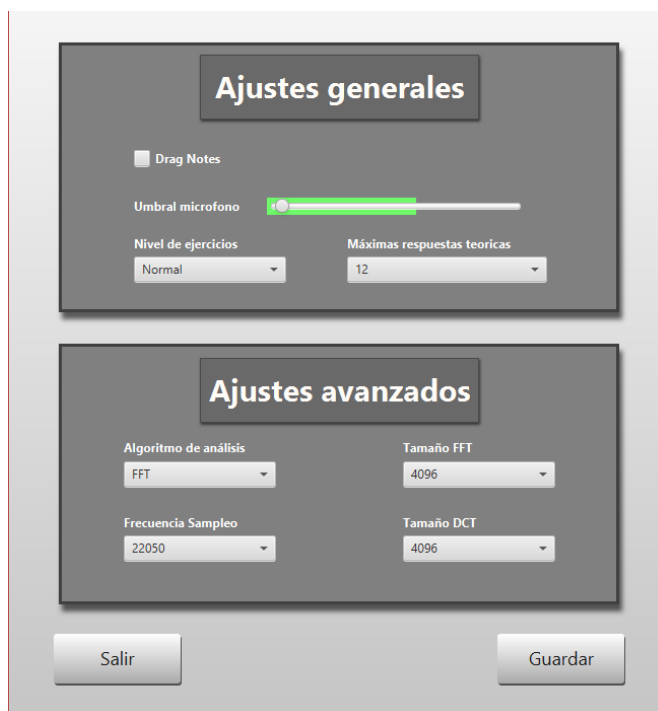 Ajustes generales
Drag Notes
Umbral microfono
Nivel de ejercicios
Máximas respuestas teoricas
Normal
12
Ajustes avanzados
Algoritmo de análisis
Tamaño FFT
FFT
4096
Frecuencia Sampleo
Tamaño DCT
22050
4096
Salir
Guardar